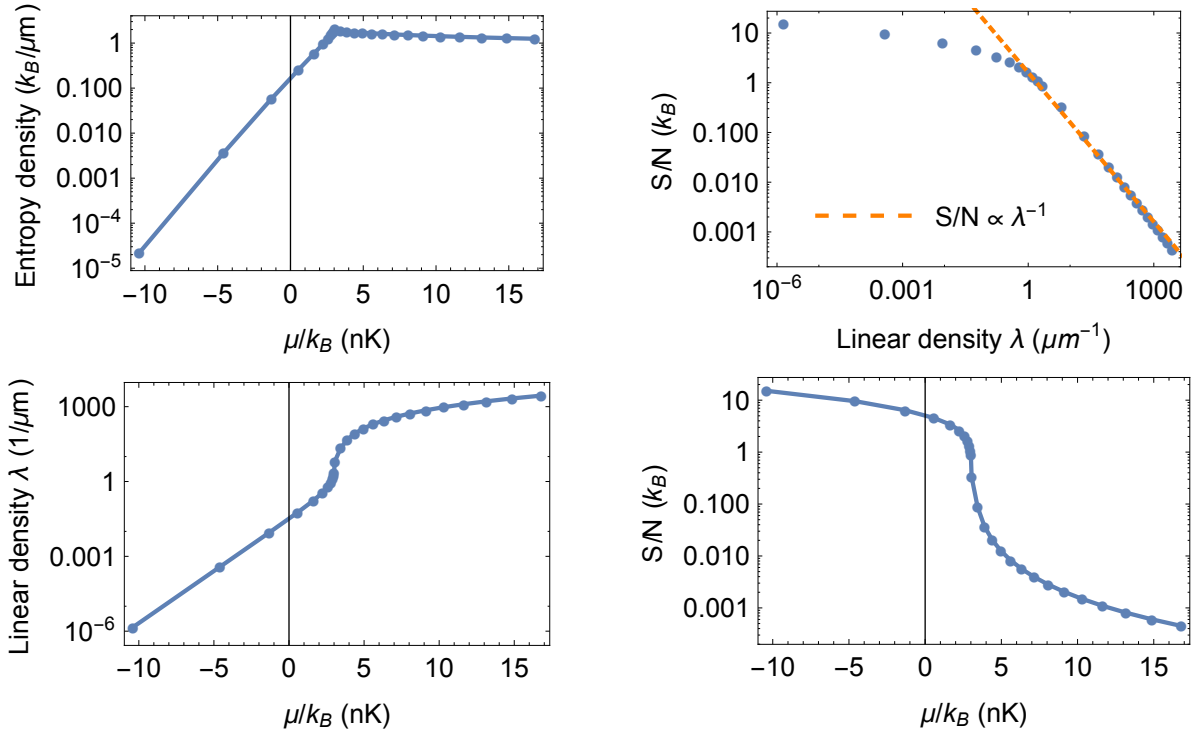 Entropy density (k_B/μm)
1
0.100
0.010
0.001
10⁻⁴
10⁻⁵
−10 −5 0 5 10 15
μ/k_B (nK)
S/N (k_B)
10
1
0.100
0.010
0.001
S/N ∝ λ⁻¹
10⁻⁶ 0.001 1 1000
Linear density λ (μm⁻¹)
Linear density λ (1/μm)
1000
1
0.001
10⁻⁶
−10 −5 0 5 10 15
μ/k_B (nK)
S/N (k_B)
10
1
0.100
0.010
0.001
−10 −5 0 5 10 15
μ/k_B (nK)